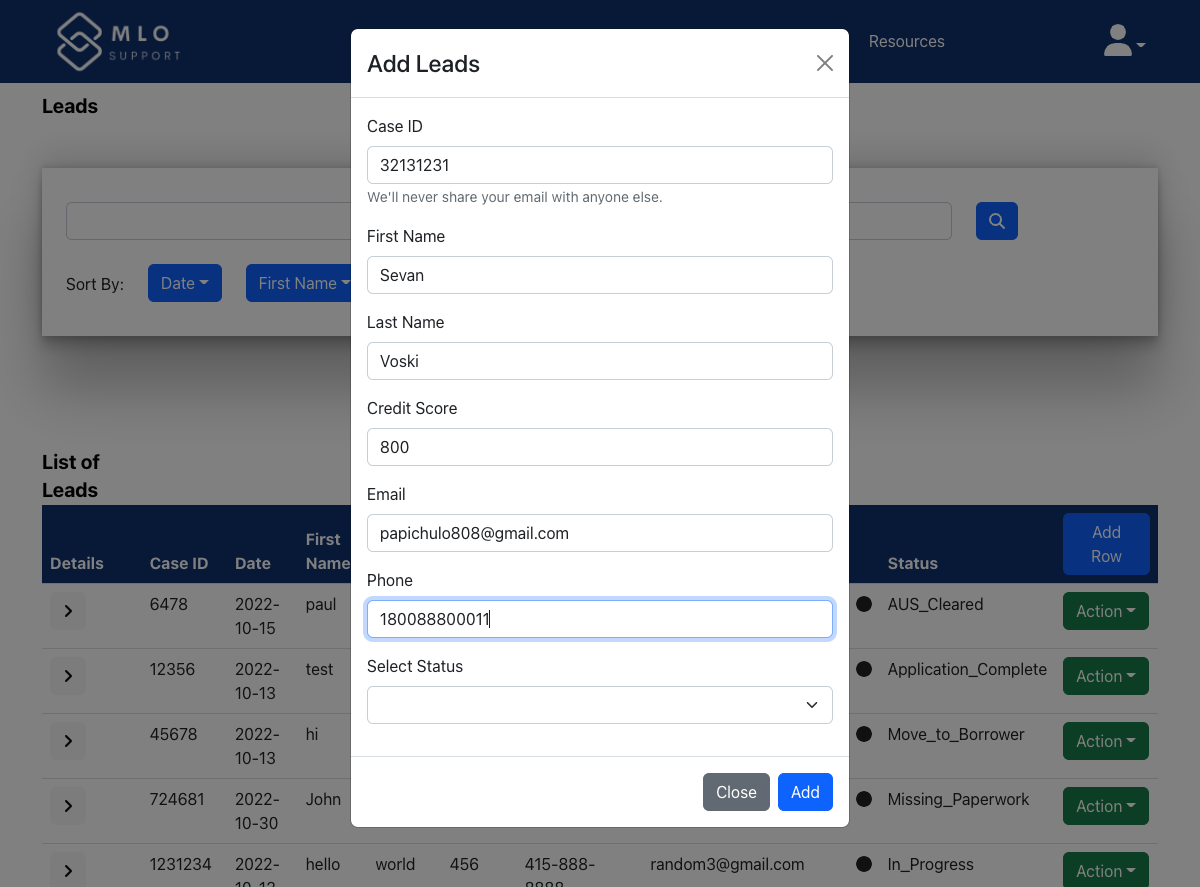 MLO
SUPPORT
Resources
Leads
Sort By:
Date
First Name
List of
Leads
Details
Case ID
Date
First
Name
Status
Add
Row
6478
2022-
10-15
paul
AUS_Cleared
Action
12356
2022-
10-13
test
Application_Complete
Action
45678
2022-
10-13
hi
Move_to_Borrower
Action
724681
2022-
10-30
John
Missing_Paperwork
Action
1231234
2022-
hello
world
456
415-888-
random3@gmail.com
In_Progress
Action
Add Leads
Case ID
32131231
We'll never share your email with anyone else.
First Name
Sevan
Last Name
Voski
Credit Score
800
Email
papichulo808@gmail.com
Phone
180088800011
Select Status
Close
Add